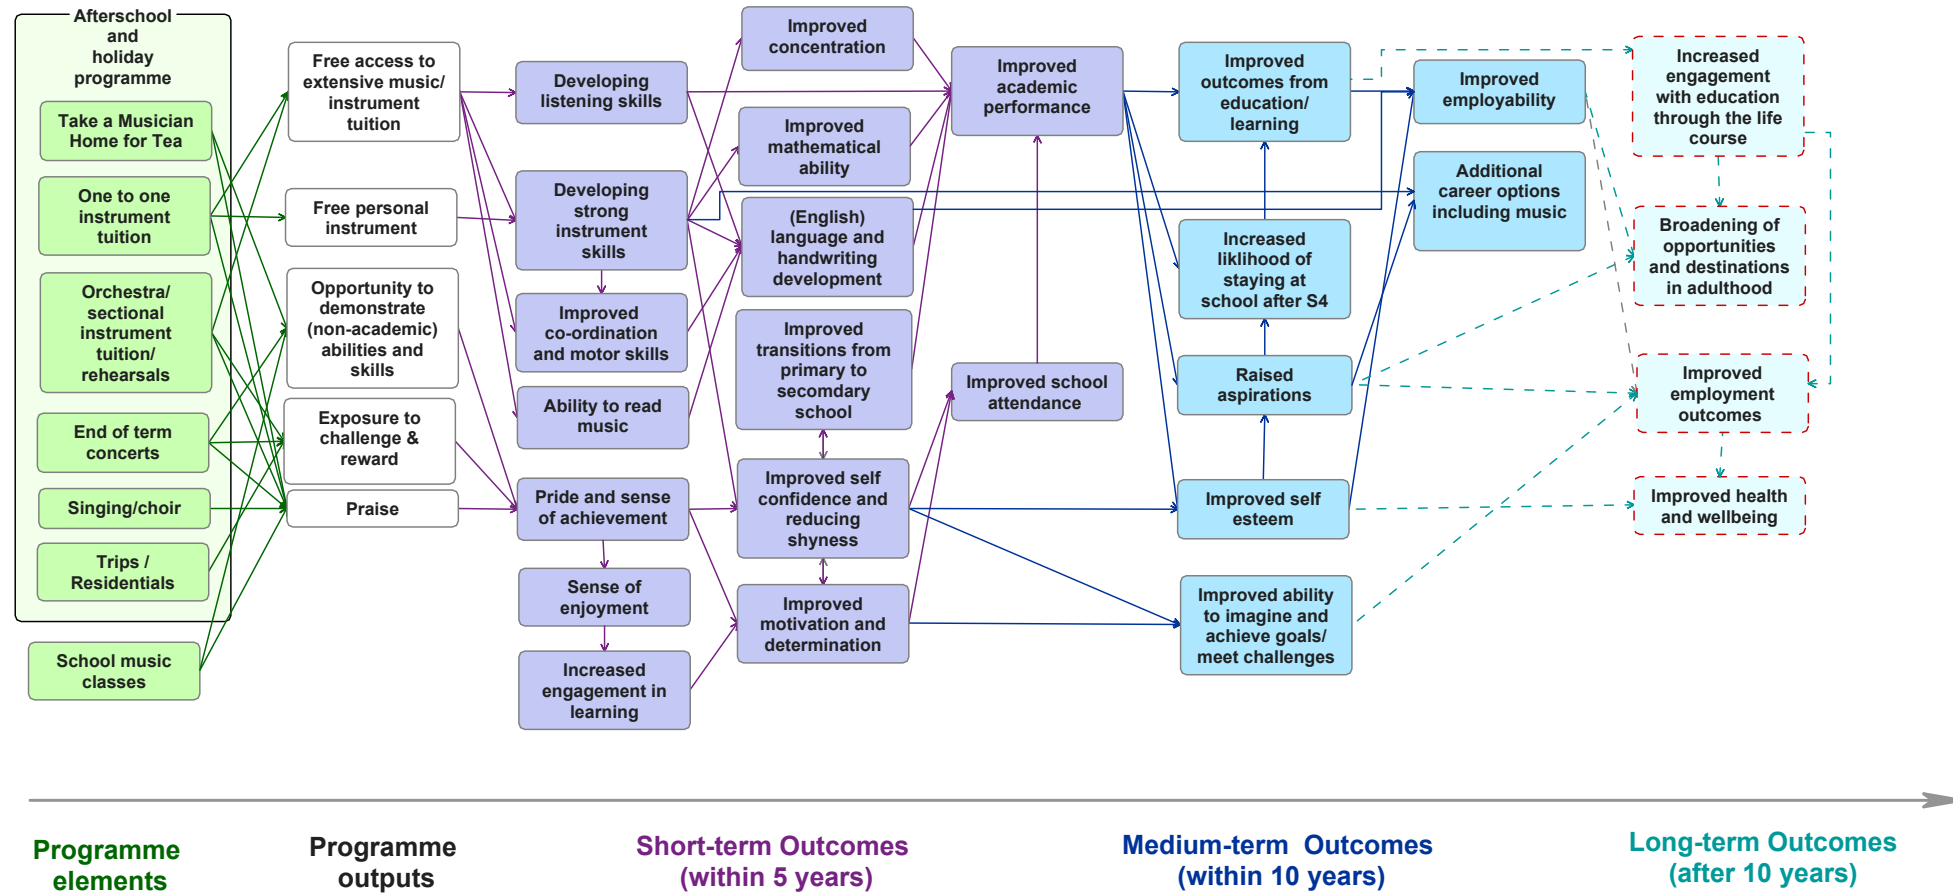 Afterschool
and
holiday
programme
Take a Musician
Home for Tea
One to one
instrument
tuition
Orchestra/
sectional
instrument
tuition/
rehearsals
End of term
concerts
Singing/choir
Trips /
Residentials
School music
classes
Free access to
extensive music/
instrument
tuition
Free personal
instrument
Opportunity to
demonstrate
(non-academic)
abilities and
skills
Exposure to
challenge &
reward
Praise
Developing
listening skills
Developing
strong
instrument
skills
Improved
co-ordination
and motor skills
Ability to read
music
Pride and sense
of achievement
Sense of
enjoyment
Increased
engagement in
learning
Improved
concentration
Improved
mathematical
ability
(English)
language and
handwriting
development
Improved
transitions from
primary to
secomdary
school
Improved self
confidence and
reducing
shyness
Improved
motivation and
determination
Improved
academic
performance
Improved school
attendance
Improved
outcomes from
education/
learning
Increased
liklihood of
staying at
school after S4
Raised
aspirations
Improved self
esteem
Improved ability
to imagine and
achieve goals/
meet challenges
Improved
employability
Additional
career options
including music
Increased
engagement
with education
through the life
course
Broadening of
opportunities
and destinations
in adulthood
Improved
employment
outcomes
Improved health
and wellbeing
Programme
elements
Programme
outputs
Short-term Outcomes
(within 5 years)
Medium-term  Outcomes
(within 10 years)
Long-term Outcomes
(after 10 years)